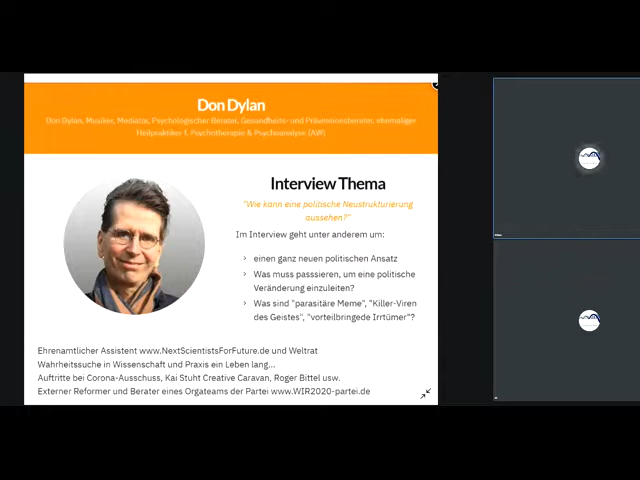 Don Dylan
Don Dylan, Musiker, Mediator, Psychologischer Berater, Gesundheits- und Präventionsberater, ehemaliger
Heilpraktiker f. Psychotherapie & Psychoanalyse (AW)
Interview Thema
"Wie kann eine politische Neustrukturierung
aussehen?"
Im Interview geht unter anderem um:
einen ganz neuen politischen Ansatz
Was muss passsieren, um eine politische
Veränderung einzuleiten?
Was sind "parasitäre Meme", "Killer-Viren
des Geistes", "vorteilbringede Irrtümer"?
Ehrenamtlicher Assistent www.NextScientistsForFuture.de und Weltrat
Wahrheitssuche in Wissenschaft und Praxis ein Leben lang...
Auftritte bei Corona-Ausschuss, Kai Stuht Creative Caravan, Roger Bittel usw.
Externer Reformer und Berater eines Orgateams der Partei www.WIR2020-partei.de